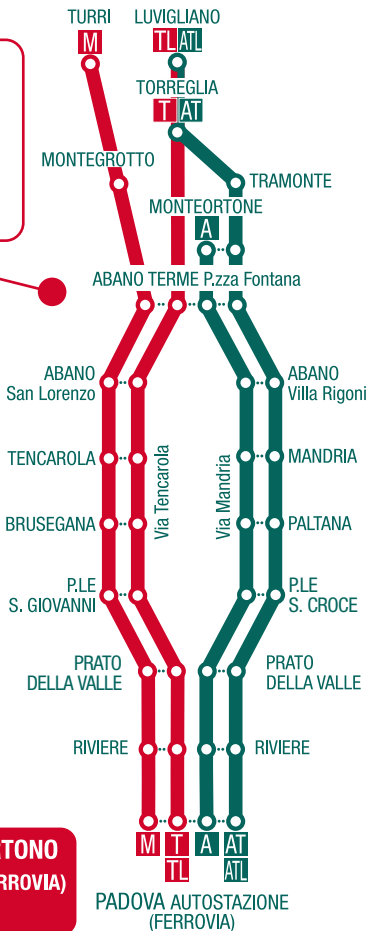 TURRI
M
LUVIGLIANO
TL ATL
TORREGLIA
T AT
MONTEGROTTO
TRAMONTE
MONTEORTONE
A
ABANO TERME P.zza Fontana
ABANO
San Lorenzo
ABANO
Villa Rigoni
TENCAROLA
MANDRIA
Via Tencarola
Via Mandria
BRUSEGANA
PALTANA
P.LE
S. GIOVANNI
P.LE
S. CROCE
PRATO
DELLA VALLE
PRATO
DELLA VALLE
RIVIERE
RIVIERE
M T A AT
TL ATL
PADOVA AUTOSTAZIONE
(FERROVIA)
RTONO
RROVIA)